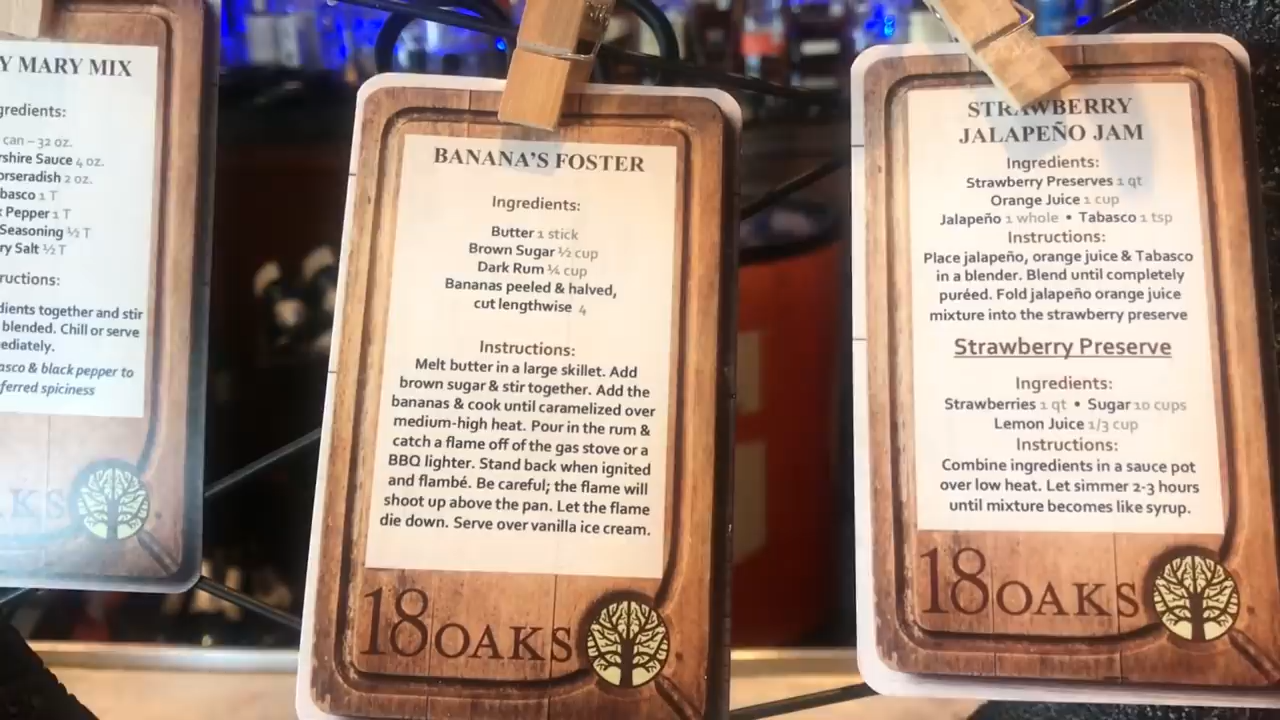 Y MARY MIX
gredients:
can – 32 oz.
rshire Sauce 4 oz.
orseradish 2 oz.
basco 1 T
Pepper 1 T
Seasoning ½ T
ry Salt ½ T
ructions:
dients together and stir
blended. Chill or serve
ediately.
asco & black pepper to
ferred spiciness
AKS
BANANA'S FOSTER
Ingredients:
Butter 1 stick
Brown Sugar ½ cup
Dark Rum ¼ cup
Bananas peeled & halved,
cut lengthwise 4
Instructions:
Melt butter in a large skillet. Add
brown sugar & stir together. Add the
bananas & cook until caramelized over
medium-high heat. Pour in the rum &
catch a flame off of the gas stove or a
BBQ lighter. Stand back when ignited
and flambé. Be careful; the flame will
shoot up above the pan. Let the flame
die down. Serve over vanilla ice cream.
18 OAKS
STRAWBERRY
JALAPEÑO JAM
Ingredients:
Strawberry Preserves 1 qt
Orange Juice 1 cup
Jalapeño 1 whole • Tabasco 1 tsp
Instructions:
Place jalapeño, orange juice & Tabasco
in a blender. Blend until completely
puréed. Fold jalapeño orange juice
mixture into the strawberry preserve
Strawberry Preserve
Ingredients:
Strawberries 1 qt • Sugar 10 cups
Lemon Juice 1/3 cup
Instructions:
Combine ingredients in a sauce pot
over low heat. Let simmer 2-3 hours
until mixture becomes like syrup.
18 OAKS